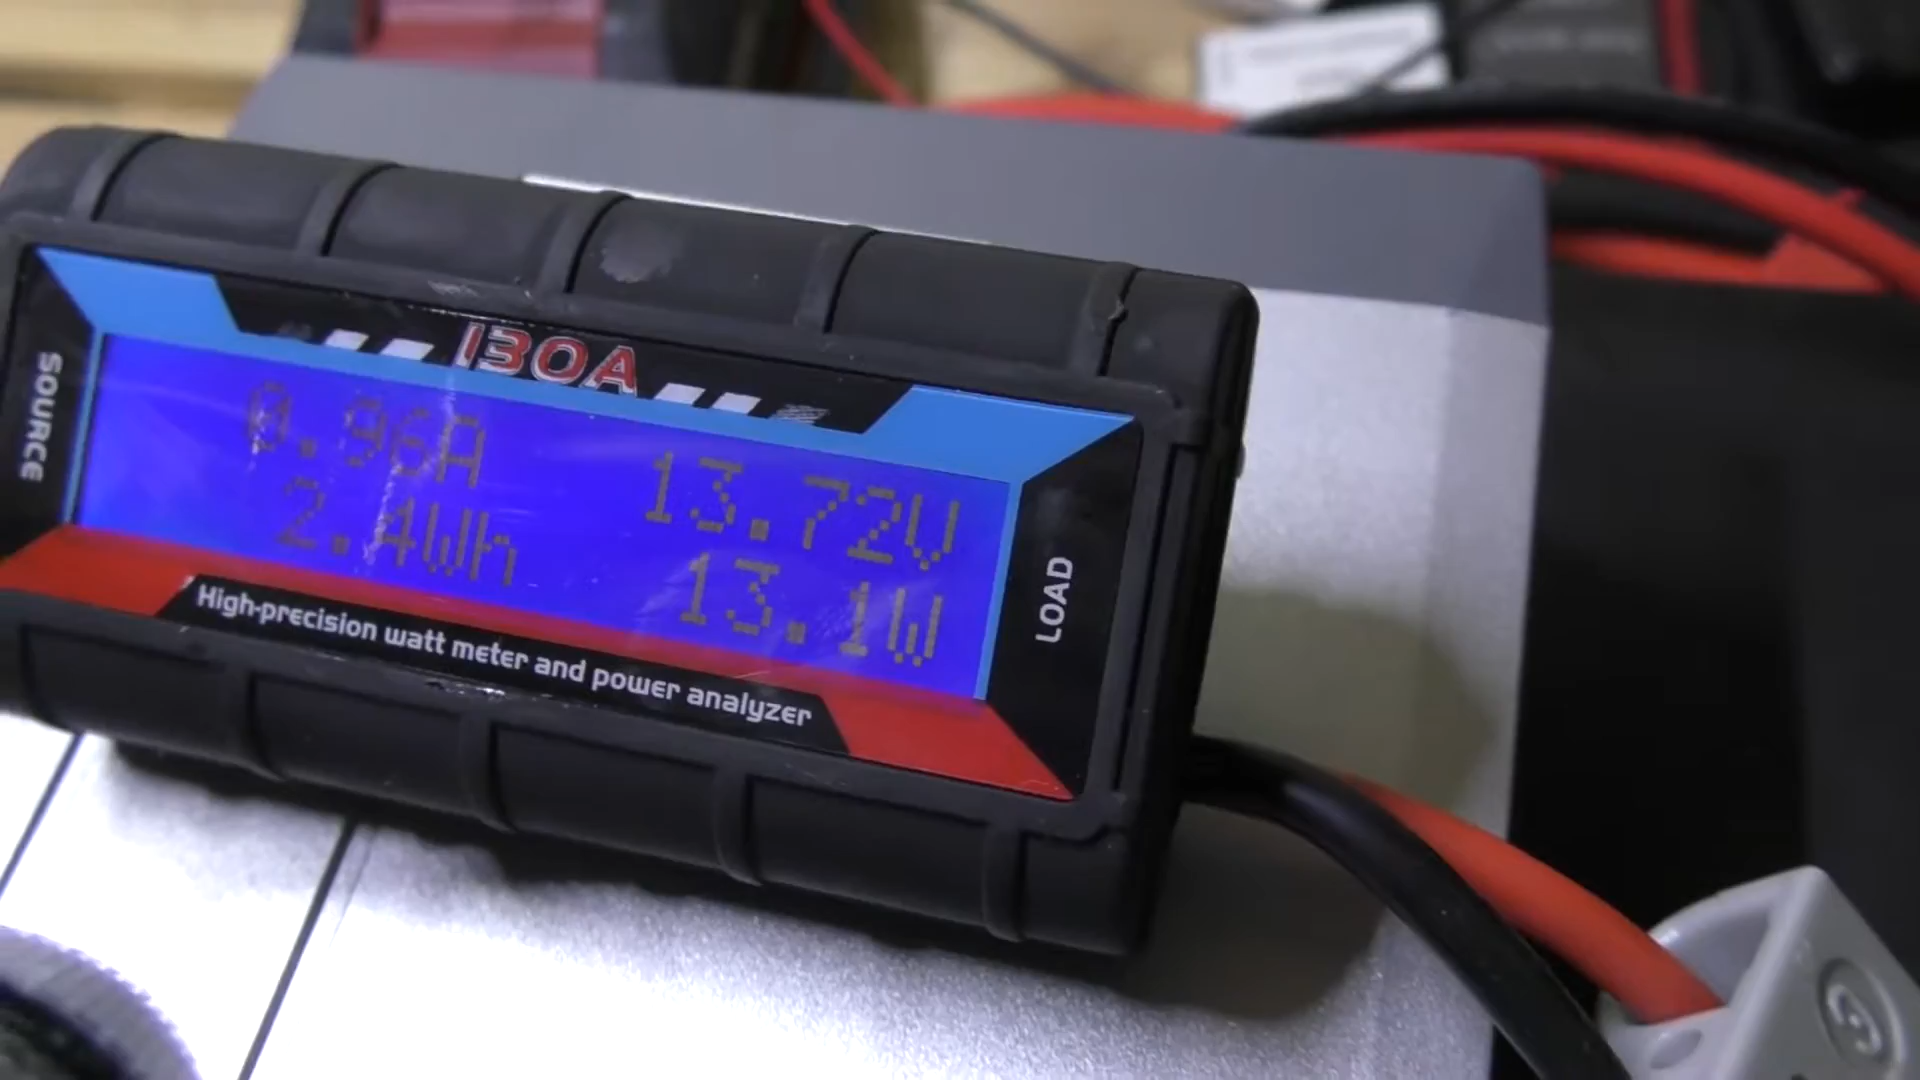 130A
SOURCE
0.96A 13.72V
2.4Wh 13.1W
LOAD
High-precision watt meter and power analyzer